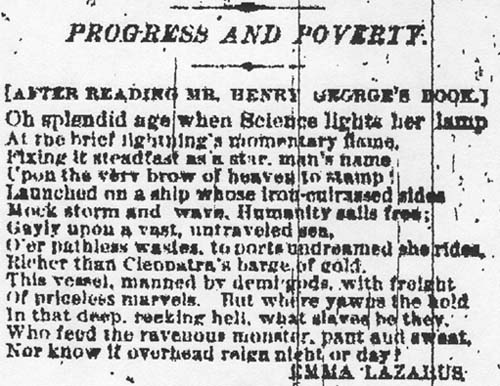 PROGRESS AND POVERTY.
[AFTER READING MR. HENRY GEORGE'S BOOK.]
Oh splendid age when Science lights her lamp
At the brief lightning's momentary flame,
Fixing it steadfast as a star, man's name
Upon the very brow of heaven to stamp!
Launched on a ship whose iron-cuirassed sides
Mock storm and wave, Humanity sails free;
Gayly upon a vast, untraveled sea,
O'er pathless wastes, to ports undreamed she rides,
Richer than Cleopatra's barge of gold,
This vessel, manned by demi-gods, with freight
Of priceless marvels. But where yawns the hold
In that deep, reeking hell, what slaves be they,
Who feed the ravenous monster, pant and sweat,
Nor know if overhead reign night or day?
EMMA LAZARUS.